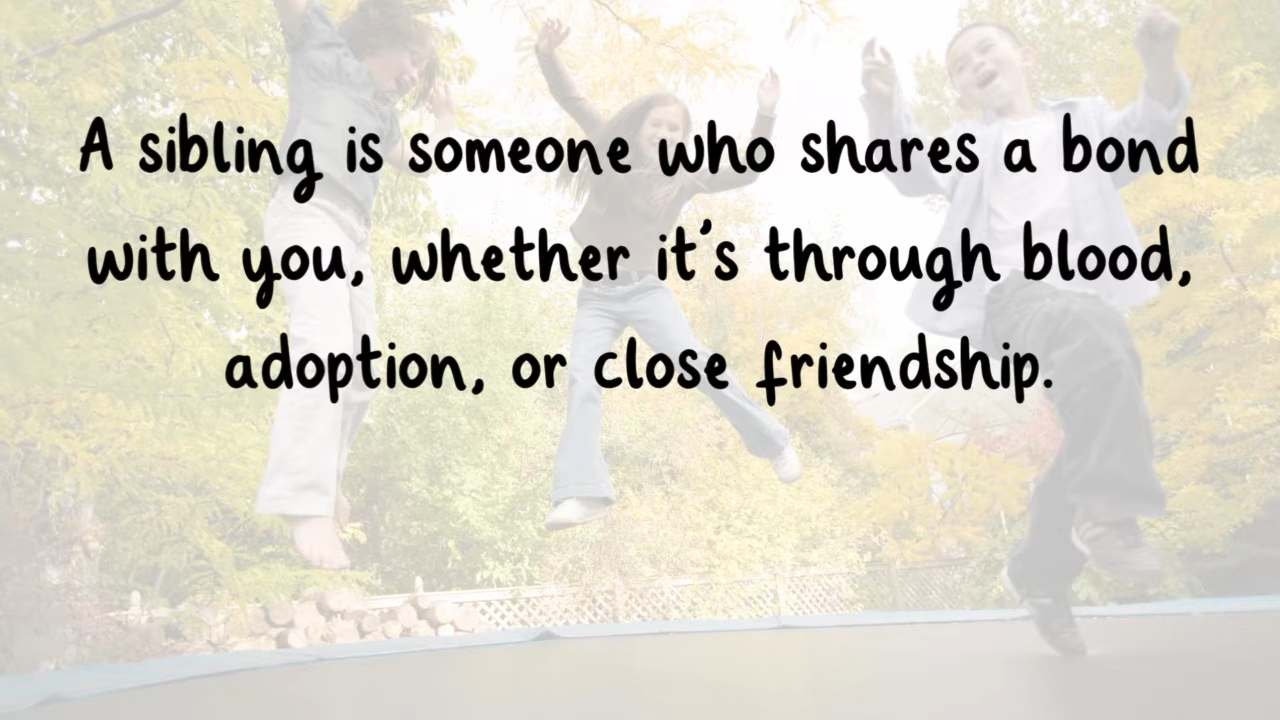 A sibling is someone who shares a bond
with you, whether it's through blood,
adoption, or close friendship.